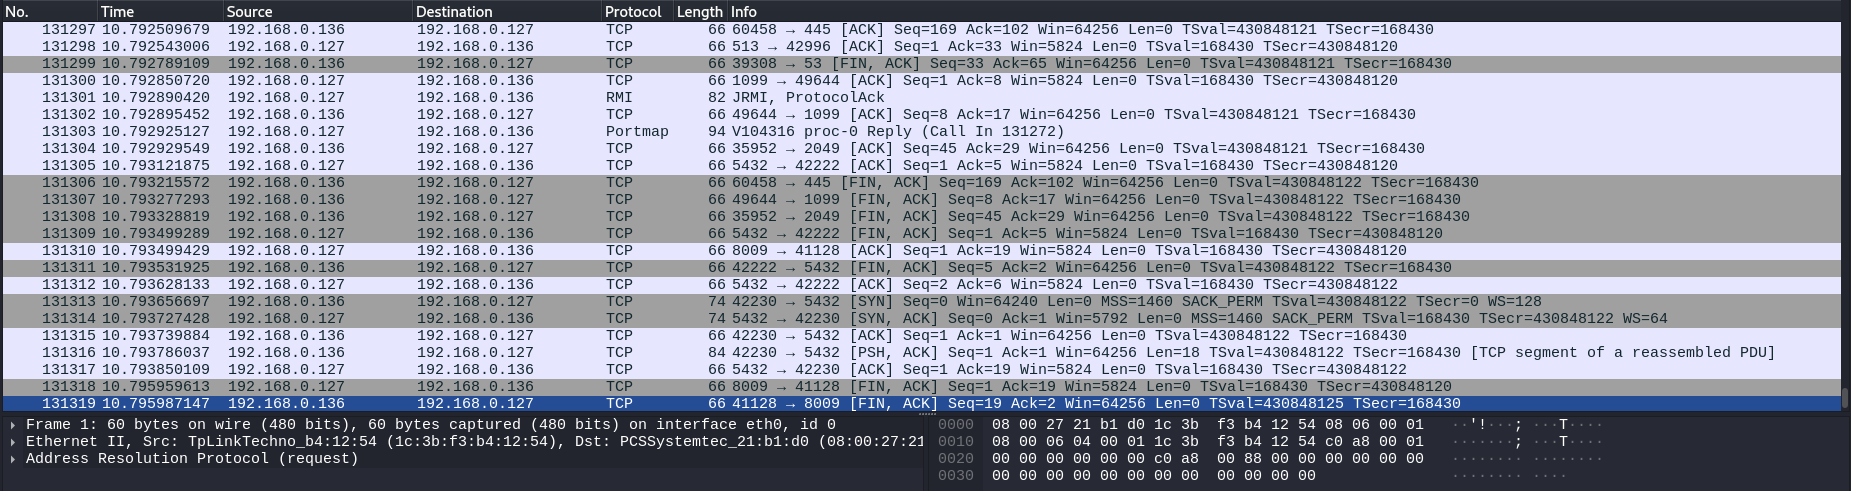 No. Time Source Destination Protocol Length Info
131297 10.792509679 192.168.0.136 192.168.0.127 TCP 66 60458 → 445 [ACK] Seq=169 Ack=102 Win=64256 Len=0 TSval=430848121 TSecr=168430
131298 10.792543006 192.168.0.127 192.168.0.136 TCP 66 513 → 42996 [ACK] Seq=1 Ack=33 Win=5824 Len=0 TSval=168430 TSecr=430848120
131299 10.792789109 192.168.0.136 192.168.0.127 TCP 66 39308 → 53 [FIN, ACK] Seq=33 Ack=65 Win=64256 Len=0 TSval=430848121 TSecr=168430
131300 10.792850720 192.168.0.127 192.168.0.136 TCP 66 1099 → 49644 [ACK] Seq=1 Ack=8 Win=5824 Len=0 TSval=168430 TSecr=430848120
131301 10.792890420 192.168.0.127 192.168.0.136 RMI 82 JRMI, ProtocolAck
131302 10.792895452 192.168.0.136 192.168.0.127 TCP 66 49644 → 1099 [ACK] Seq=8 Ack=17 Win=64256 Len=0 TSval=430848121 TSecr=168430
131303 10.792925127 192.168.0.127 192.168.0.136 Portmap 94 V104316 proc-0 Reply (Call In 131272)
131304 10.792929549 192.168.0.136 192.168.0.127 TCP 66 35952 → 2049 [ACK] Seq=45 Ack=29 Win=64256 Len=0 TSval=430848121 TSecr=168430
131305 10.793121875 192.168.0.127 192.168.0.136 TCP 66 5432 → 42222 [ACK] Seq=1 Ack=5 Win=5824 Len=0 TSval=168430 TSecr=430848120
131306 10.793215572 192.168.0.136 192.168.0.127 TCP 66 60458 → 445 [FIN, ACK] Seq=169 Ack=102 Win=64256 Len=0 TSval=430848122 TSecr=168430
131307 10.793277293 192.168.0.136 192.168.0.127 TCP 66 49644 → 1099 [FIN, ACK] Seq=8 Ack=17 Win=64256 Len=0 TSval=430848122 TSecr=168430
131308 10.793328819 192.168.0.136 192.168.0.127 TCP 66 35952 → 2049 [FIN, ACK] Seq=45 Ack=29 Win=64256 Len=0 TSval=430848122 TSecr=168430
131309 10.793499289 192.168.0.127 192.168.0.136 TCP 66 5432 → 42222 [FIN, ACK] Seq=1 Ack=5 Win=5824 Len=0 TSval=168430 TSecr=430848120
131310 10.793499429 192.168.0.127 192.168.0.136 TCP 66 8009 → 41128 [ACK] Seq=1 Ack=19 Win=5824 Len=0 TSval=168430 TSecr=430848120
131311 10.793531925 192.168.0.136 192.168.0.127 TCP 66 42222 → 5432 [FIN, ACK] Seq=5 Ack=2 Win=64256 Len=0 TSval=430848122 TSecr=168430
131312 10.793628133 192.168.0.127 192.168.0.136 TCP 66 5432 → 42222 [ACK] Seq=2 Ack=6 Win=5824 Len=0 TSval=168430 TSecr=430848122
131313 10.793656697 192.168.0.136 192.168.0.127 TCP 74 42230 → 5432 [SYN] Seq=0 Win=64240 Len=0 MSS=1460 SACK_PERM TSval=430848122 TSecr=0 WS=128
131314 10.793727428 192.168.0.127 192.168.0.136 TCP 74 5432 → 42230 [SYN, ACK] Seq=0 Ack=1 Win=5792 Len=0 MSS=1460 SACK_PERM TSval=168430 TSecr=430848122 WS=64
131315 10.793739884 192.168.0.136 192.168.0.127 TCP 66 42230 → 5432 [ACK] Seq=1 Ack=1 Win=64256 Len=0 TSval=430848122 TSecr=168430
131316 10.793786037 192.168.0.136 192.168.0.127 TCP 84 42230 → 5432 [PSH, ACK] Seq=1 Ack=1 Win=64256 Len=18 TSval=430848122 TSecr=168430 [TCP segment of a reassembled PDU]
131317 10.793850109 192.168.0.127 192.168.0.136 TCP 66 5432 → 42230 [ACK] Seq=1 Ack=19 Win=5824 Len=0 TSval=168430 TSecr=430848122
131318 10.795959613 192.168.0.127 192.168.0.136 TCP 66 8009 → 41128 [FIN, ACK] Seq=1 Ack=19 Win=5824 Len=0 TSval=168430 TSecr=430848120
131319 10.795987147 192.168.0.136 192.168.0.127 TCP 66 41128 → 8009 [FIN, ACK] Seq=19 Ack=2 Win=64256 Len=0 TSval=430848125 TSecr=168430
Frame 1: 60 bytes on wire (480 bits), 60 bytes captured (480 bits) on interface eth0, id 0
Ethernet II, Src: TpLinkTechno_b4:12:54 (1c:3b:f3:b4:12:54), Dst: PCSSystemtec_21:b1:d0 (08:00:27:21
Address Resolution Protocol (request)
0000 08 00 27 21 b1 d0 1c 3b f3 b4 12 54 08 06 00 01 ··'!···; ···T····
0010 08 00 06 04 00 01 1c 3b f3 b4 12 54 c0 a8 00 01 ·······; ···T····
0020 00 00 00 00 00 00 c0 a8 00 88 00 00 00 00 00 00 ········ ········
0030 00 00 00 00 00 00 00 00 00 00 00 00 ········ ····